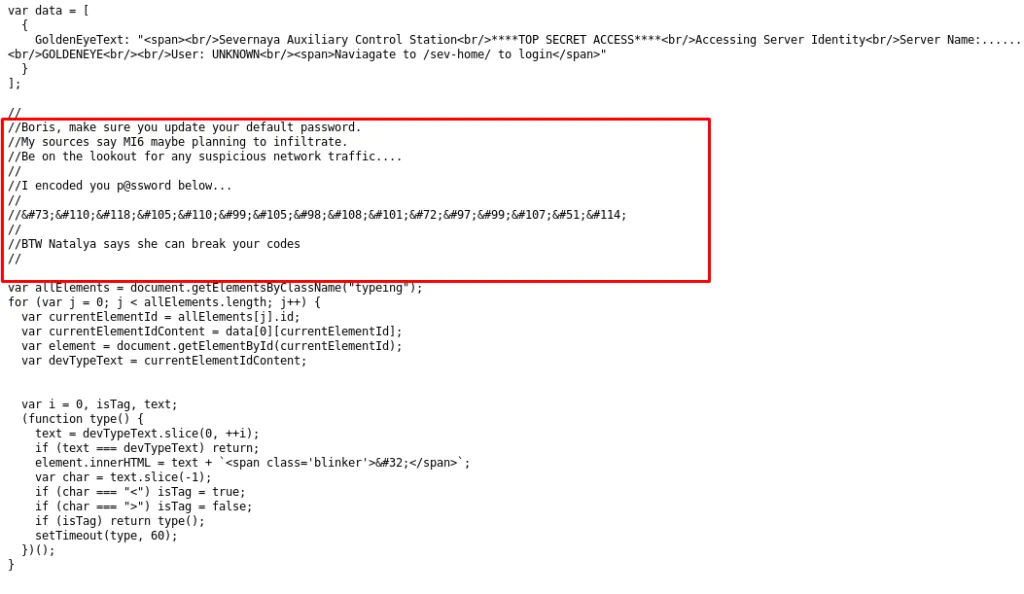 var data = [
  {
    GoldenEyeText: "<span><br/>Severnaya Auxiliary Control Station<br/>****TOP SECRET ACCESS****<br/>Accessing Server Identity<br/>Server Name:......
<br/>GOLDENEYE<br/><br/>User: UNKNOWN<br/><span>Naviagate to /sev-home/ to login</span>"
  }
];
//
//Boris, make sure you update your default password.
//My sources say MI6 maybe planning to infiltrate.
//Be on the lookout for any suspicious network traffic....
//
//I encoded you p@ssword below...
//
//&#73;&#110;&#118;&#105;&#110;&#99;&#105;&#98;&#108;&#101;&#72;&#97;&#99;&#107;&#51;&#114;
//
//BTW Natalya says she can break your codes
//
var allElements = document.getElementsByClassName("typeing");
for (var j = 0; j < allElements.length; j++) {
  var currentElementId = allElements[j].id;
  var currentElementIdContent = data[0][currentElementId];
  var element = document.getElementById(currentElementId);
  var devTypeText = currentElementIdContent;
  var i = 0, isTag, text;
  (function type() {
    text = devTypeText.slice(0, ++i);
    if (text === devTypeText) return;
    element.innerHTML = text + `<span class='blinker'>&#32;</span>`;
    var char = text.slice(-1);
    if (char === "<") isTag = true;
    if (char === ">") isTag = false;
    if (isTag) return type();
    setTimeout(type, 60);
  })();
}